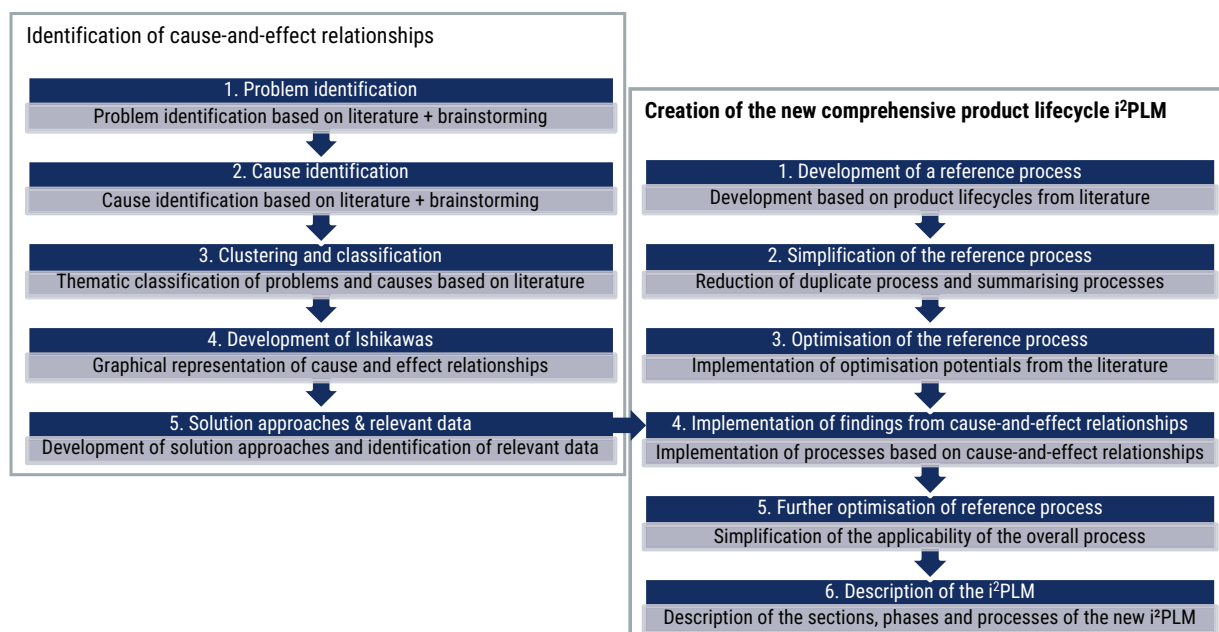 Identification of cause-and-effect relationships
1. Problem identification
Problem identification based on literature + brainstorming
2. Cause identification
Cause identification based on literature + brainstorming
3. Clustering and classification
Thematic classification of problems and causes based on literature
4. Development of Ishikawas
Graphical representation of cause and effect relationships
5. Solution approaches & relevant data
Development of solution approaches and identification of relevant data
Creation of the new comprehensive product lifecycle i²PLM
1. Development of a reference process
Development based on product lifecycles from literature
2. Simplification of the reference process
Reduction of duplicate process and summarising processes
3. Optimisation of the reference process
Implementation of optimisation potentials from the literature
4. Implementation of findings from cause-and-effect relationships
Implementation of processes based on cause-and-effect relationships
5. Further optimisation of reference process
Simplification of the applicability of the overall process
6. Description of the i²PLM
Description of the sections, phases and processes of the new i²PLM